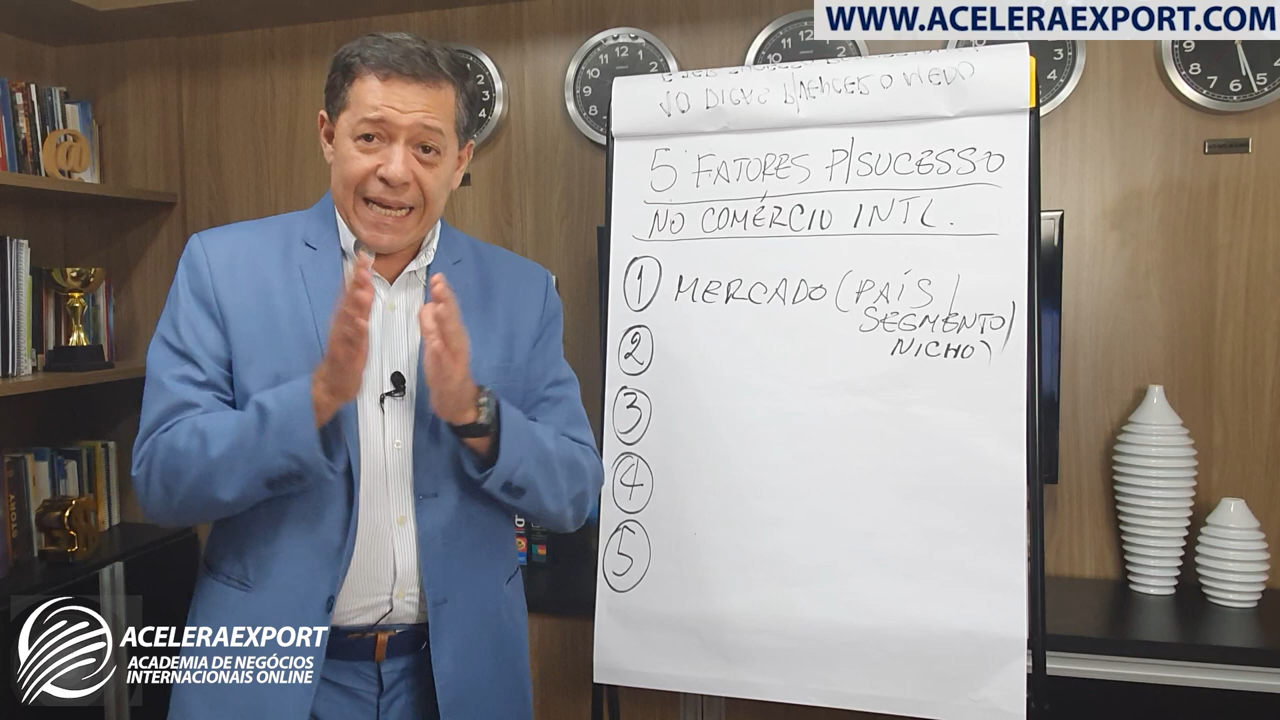 WWW.ACELERAEXPORT.COM
5 FATORES P/SUCESSO
NO COMÉRCIO INTL.
1 MERCADO (PAÍS /
SEGMENTO/
NICHO)
2
3
4
5
ACELERAEXPORT
ACADEMIA DE NEGÓCIOS
INTERNACIONAIS ONLINE
STORY